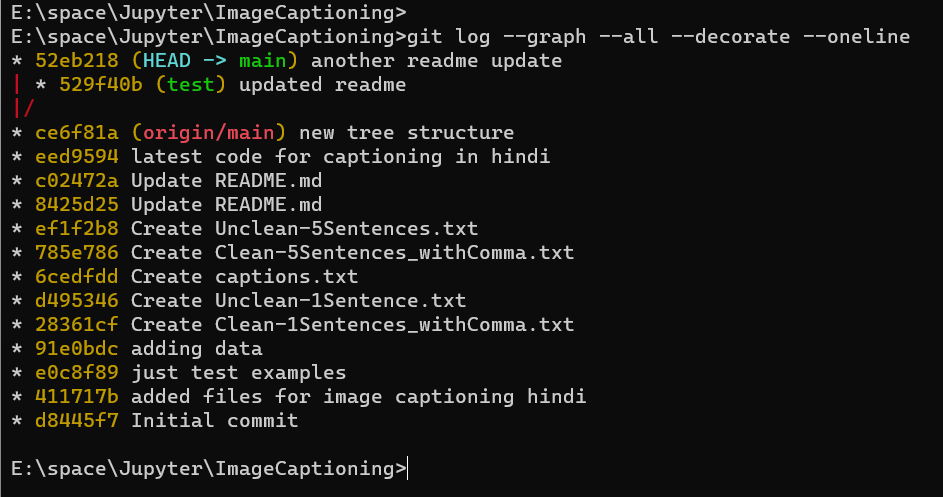 E:\space\Jupyter\ImageCaptioning>
E:\space\Jupyter\ImageCaptioning>git log --graph --all --decorate --oneline
* 52eb218 (HEAD -> main) another readme update
| * 529f40b (test) updated readme
|/
* ce6f81a (origin/main) new tree structure
* eed9594 latest code for captioning in hindi
* c02472a Update README.md
* 8425d25 Update README.md
* ef1f2b8 Create Unclean-5Sentences.txt
* 785e786 Create Clean-5Sentences_withComma.txt
* 6cedfdd Create captions.txt
* d495346 Create Unclean-1Sentence.txt
* 28361cf Create Clean-1Sentences_withComma.txt
* 91e0bdc adding data
* e0c8f89 just test examples
* 411717b added files for image captioning hindi
* d8445f7 Initial commit
E:\space\Jupyter\ImageCaptioning>